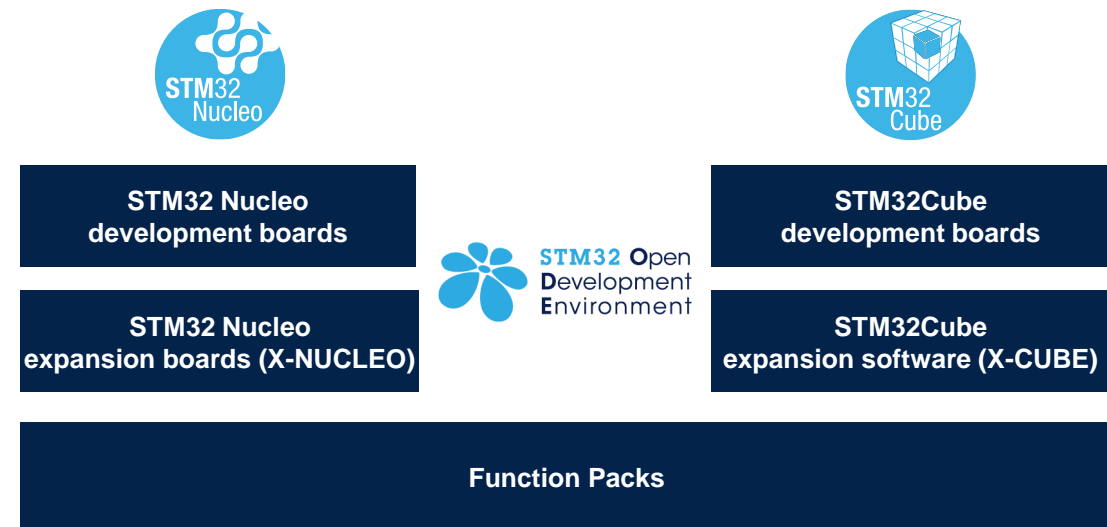 STM32
Nucleo
STM32
Cube
STM32 Nucleo
development boards
STM32Cube
development boards
STM32 Open
Development
Environment
STM32 Nucleo
expansion boards (X-NUCLEO)
STM32Cube
expansion software (X-CUBE)
Function Packs